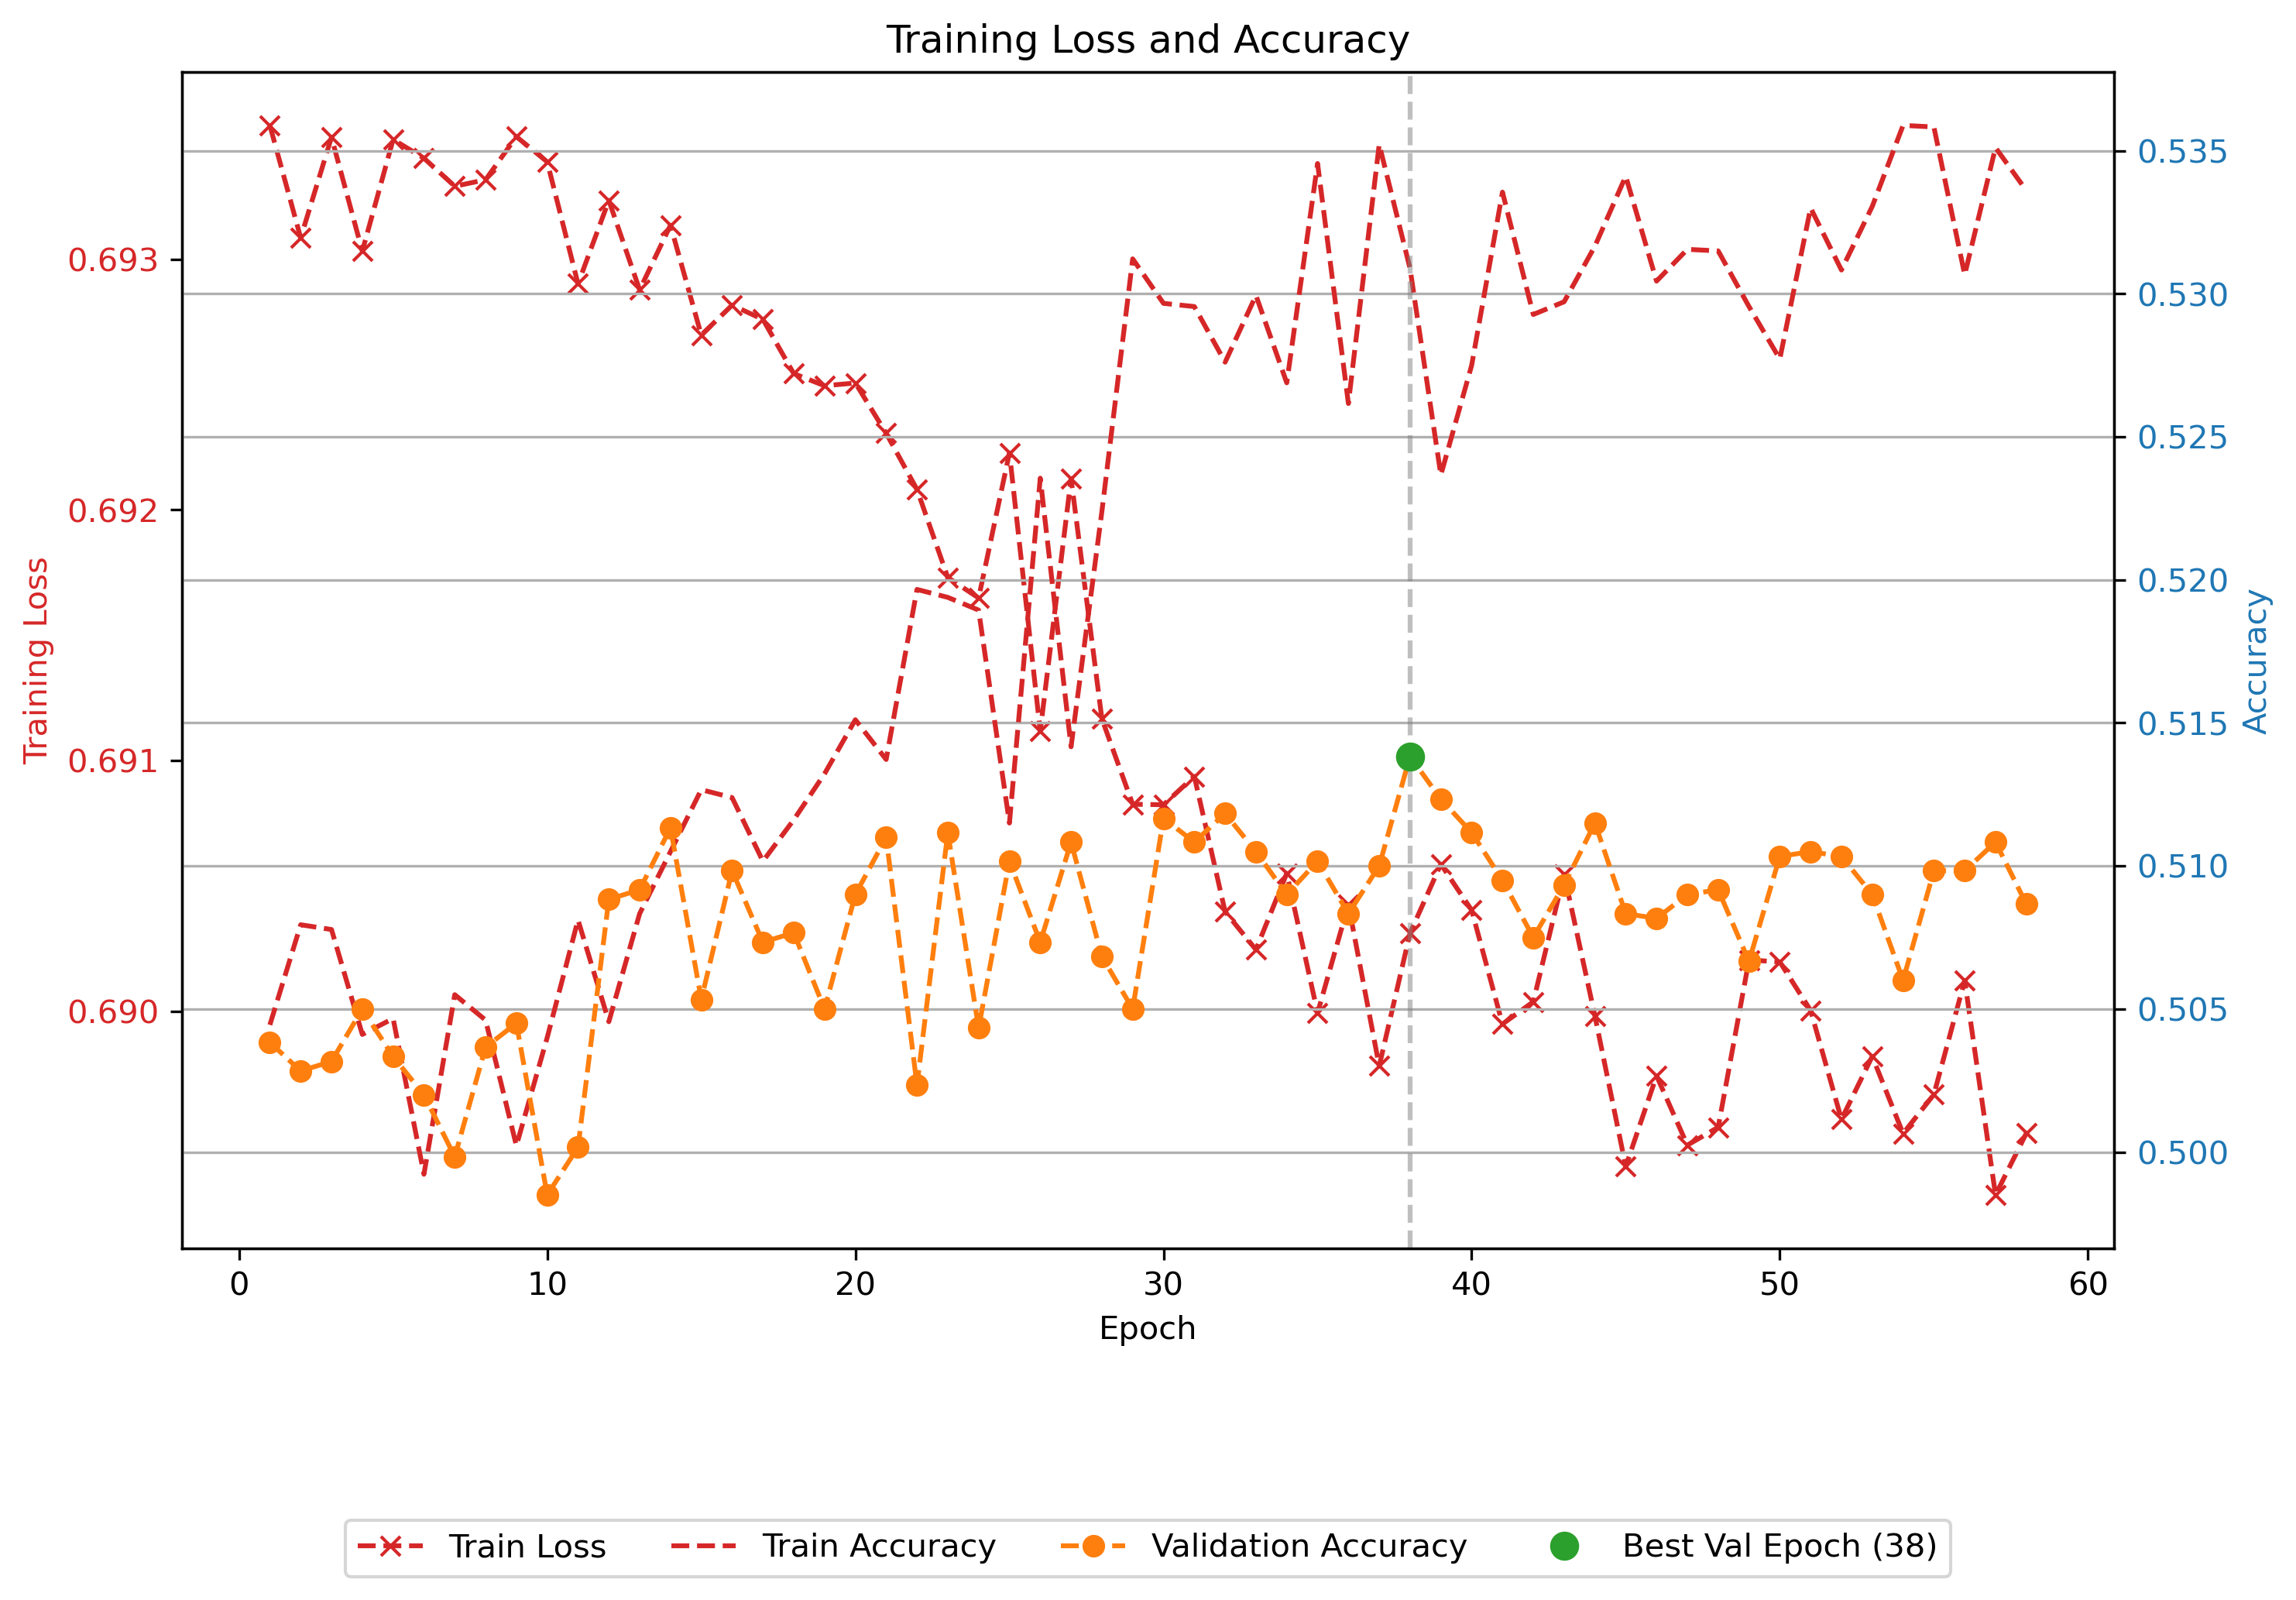 Training Loss and Accuracy
0.693
0.692
0.691
0.690
Training Loss
0.535
0.530
0.525
0.520
0.515
0.510
0.505
0.500
Accuracy
0 10 20 30 40 50 60
Epoch
Train Loss Train Accuracy Validation Accuracy Best Val Epoch (38)